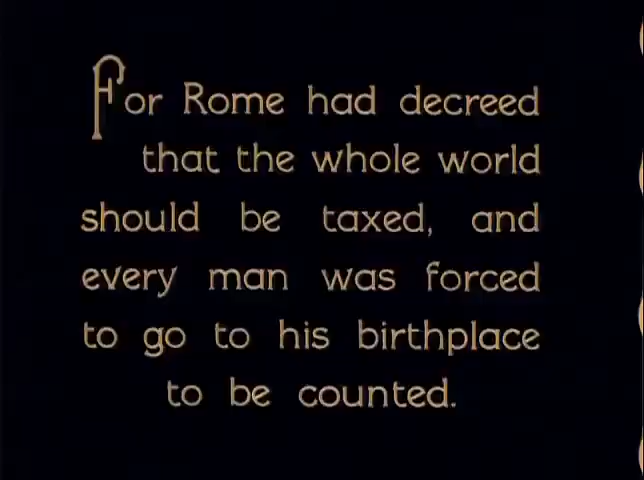 For Rome had decreed
that the whole world
should be taxed, and
every man was forced
to go to his birthplace
to be counted.